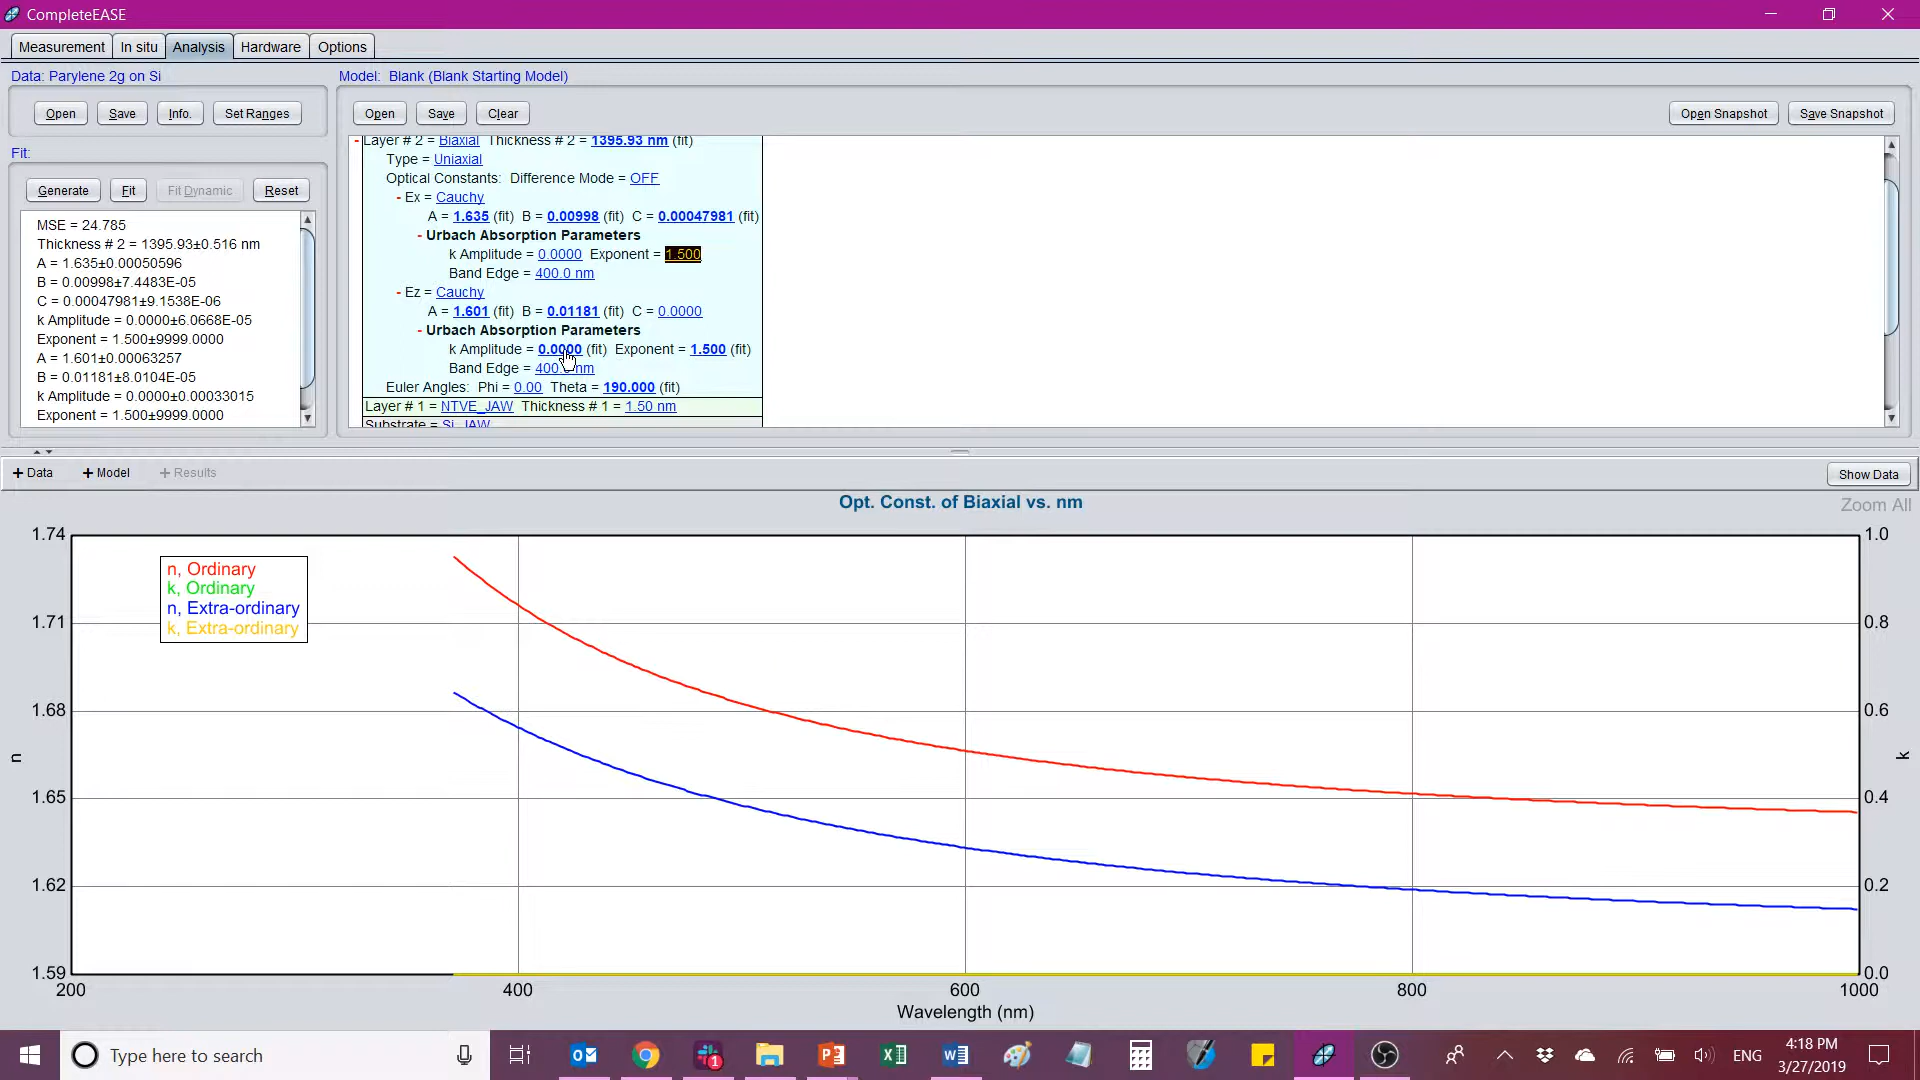 CompleteEASE
Measurement In situ Analysis Hardware Options
Data: Parylene 2g on Si
Model: Blank (Blank Starting Model)
Open Save Info. Set Ranges
Open Save Clear
Open Snapshot Save Snapshot
Fit:
Generate Fit Fit Dynamic Reset
MSE = 24.785
Thickness # 2 = 1395.93±0.516 nm
A = 1.635±0.00050596
B = 0.00998±7.4483E-05
C = 0.00047981±9.1538E-06
k Amplitude = 0.0000±6.0668E-05
Exponent = 1.500±9999.0000
A = 1.601±0.00063257
B = 0.01181±8.0104E-05
k Amplitude = 0.0000±0.00033015
Exponent = 1.500±9999.0000
- Layer # 2 = Biaxial Thickness # 2 = 1395.93 nm (fit)
Type = Uniaxial
Optical Constants: Difference Mode = OFF
- Ex = Cauchy
A = 1.635 (fit) B = 0.00998 (fit) C = 0.00047981 (fit)
- Urbach Absorption Parameters
k Amplitude = 0.0000 Exponent = 1.500
Band Edge = 400.0 nm
- Ez = Cauchy
A = 1.601 (fit) B = 0.01181 (fit) C = 0.0000
- Urbach Absorption Parameters
k Amplitude = 0.0000 (fit) Exponent = 1.500 (fit)
Band Edge = 400.0 nm
Euler Angles: Phi = 0.00 Theta = 190.000 (fit)
Layer # 1 = NTVE_JAW Thickness # 1 = 1.50 nm
Substrate = Si_JAW
+ Data + Model + Results
Show Data
Opt. Const. of Biaxial vs. nm
Zoom All
n, Ordinary
k, Ordinary
n, Extra-ordinary
k, Extra-ordinary
1.74
1.71
1.68
1.65
1.62
1.59
n
1.0
0.8
0.6
0.4
0.2
0.0
k
200 400 600 800 1000
Wavelength (nm)
Type here to search
1
ENG
4:18 PM
3/27/2019